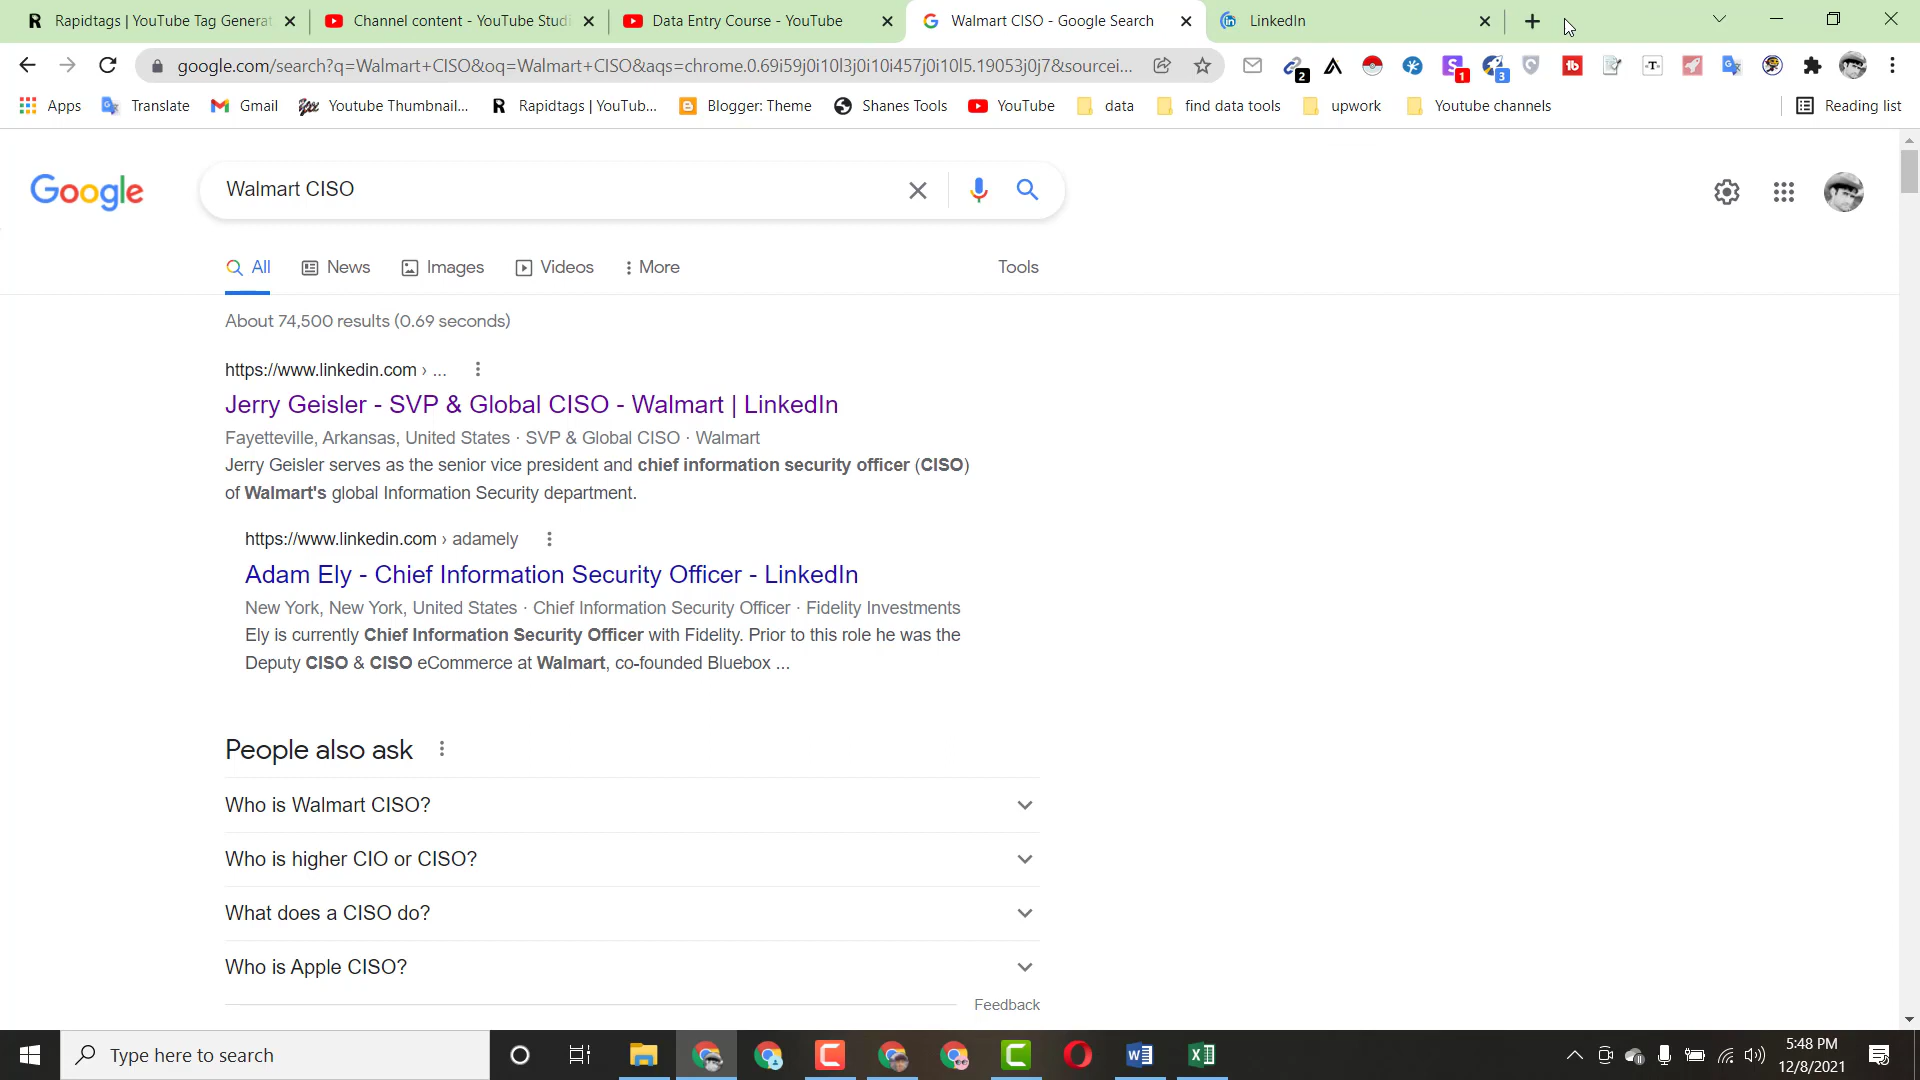 Rapidtags | YouTube Tag Generat
Channel content - YouTube Studi
Data Entry Course - YouTube
Walmart CISO - Google Search
LinkedIn
google.com/search?q=Walmart+CISO&oq=Walmart+CISO&aqs=chrome.0.69i59j0i10l3j0i10i457j0i10l5.19053j0j7&sourcei...
2
1
3
tb
-T-
Apps
Translate
Gmail
Youtube Thumbnail...
R Rapidtags | YouTub...
Blogger: Theme
Shanes Tools
YouTube
data
find data tools
upwork
Youtube channels
Reading list
Google
Walmart CISO
All
News
Images
Videos
More
Tools
About 74,500 results (0.69 seconds)
https://www.linkedin.com › ...
Jerry Geisler - SVP & Global CISO - Walmart | LinkedIn
Fayetteville, Arkansas, United States · SVP & Global CISO · Walmart
Jerry Geisler serves as the senior vice president and chief information security officer (CISO)
of Walmart's global Information Security department.
https://www.linkedin.com › adamely
Adam Ely - Chief Information Security Officer - LinkedIn
New York, New York, United States · Chief Information Security Officer · Fidelity Investments
Ely is currently Chief Information Security Officer with Fidelity. Prior to this role he was the
Deputy CISO & CISO eCommerce at Walmart, co-founded Bluebox ...
People also ask
Who is Walmart CISO?
Who is higher CIO or CISO?
What does a CISO do?
Who is Apple CISO?
Feedback
Type here to search
5:48 PM
12/8/2021